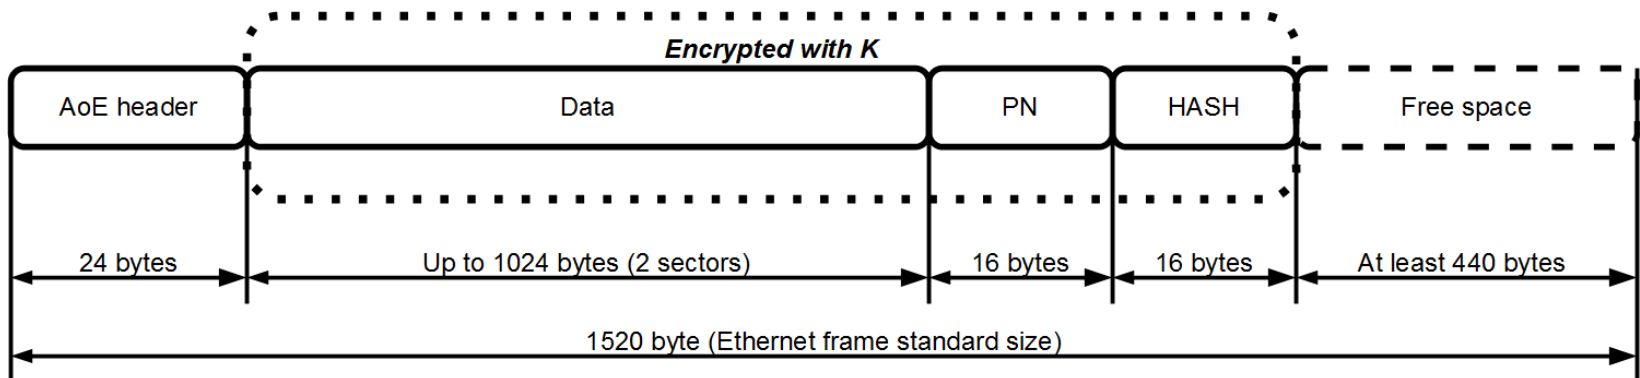 Encrypted with K
AoE header
Data
PN
HASH
Free space
24 bytes
Up to 1024 bytes (2 sectors)
16 bytes
16 bytes
At least 440 bytes
1520 byte (Ethernet frame standard size)